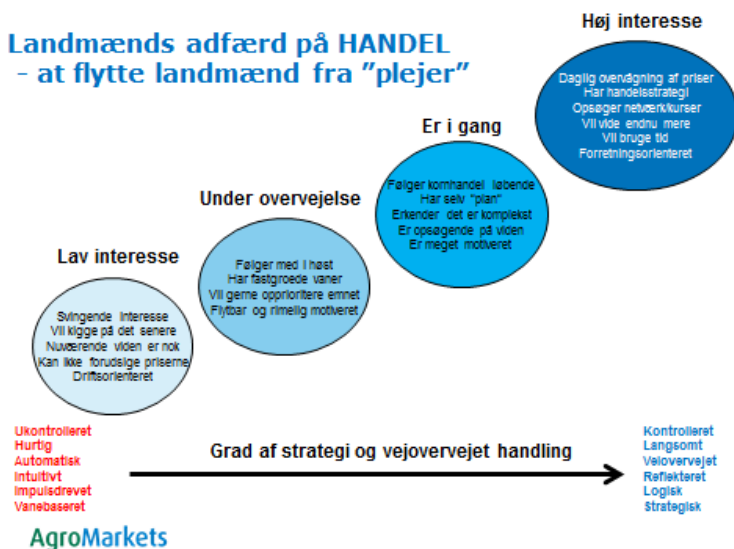 Landmænds adfærd på HANDEL
- at flytte landmænd fra ”plejer”
Høj interesse
Daglig overvågning af priser
Har handelsstrategi
Opsøger netværk/kurser
Vil vide endnu mere
Vil bruge tid
Forretningsorienteret
Er i gang
Følger kornhandel løbende
Har selv ”plan”
Erkender det er komplekst
Er opsøgende på viden
Er meget motiveret
Under overvejelse
Følger med i høst
Har fastgroede vaner
Vil gerne opprioritere emnet
Flytbar og rimelig motiveret
Lav interesse
Svingende interesse
Vil kigge på det senere
Nuværende viden er nok
Kan ikke forudsige priserne
Driftsorienteret
Ukontrolleret
Hurtig
Automatisk
Intuitivt
Impulsdrevet
Vanebaseret
Grad af strategi og vejovervejet handling
Kontrolleret
Langsomt
Velovervejet
Reflekteret
Logisk
Strategisk
AgroMarkets